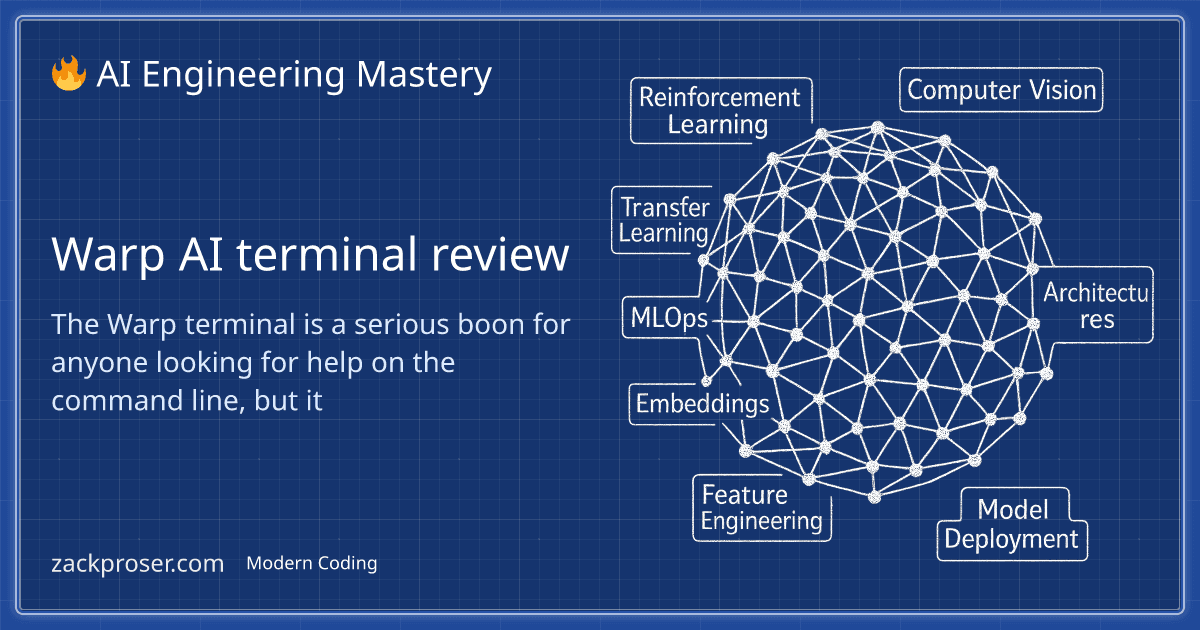 AI Engineering Mastery
Warp AI terminal review
The Warp terminal is a serious boon for
anyone looking for help on the
command line, but it
zackproser.com
Modern Coding
Reinforcement
Learning
Computer Vision
Transfer
Learning
MLOps
Architectu
res
Embeddings
Feature
Engineering
Model
Deployment